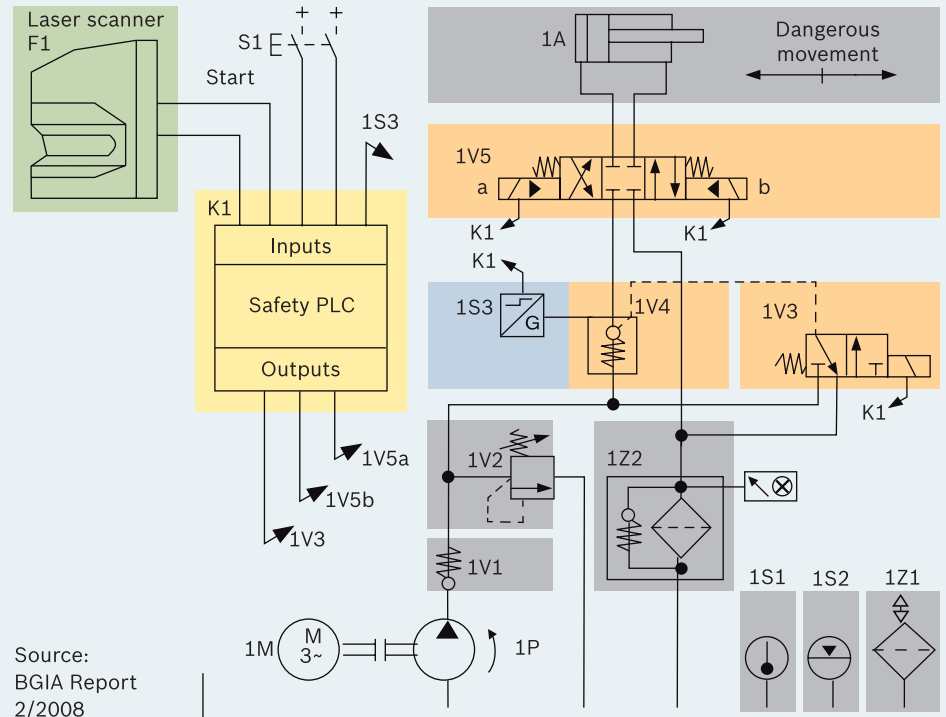 Laser scanner
F1
S1
+ +
Start
1S3
1A
Dangerous
movement
1V5
a
b
K1
K1
K1
K1
Inputs
Safety PLC
Outputs
1S3
G
1V4
1V3
K1
1V5a
1V5b
1V3
1V2
1Z2
1V1
1S1
1S2
1Z1
1M
M
3~
1P
Source:
BGIA Report
2/2008